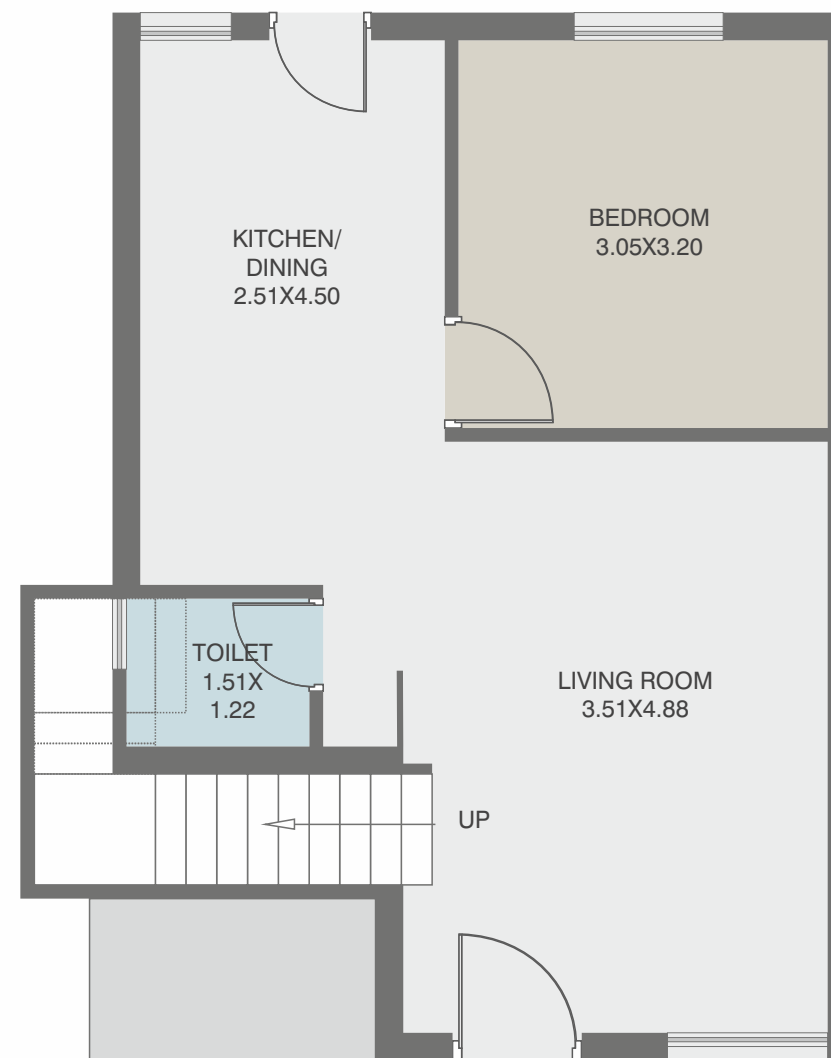 KITCHEN/
DINING
2.51X4.50
BEDROOM
3.05X3.20
TOILET
1.51X
1.22
LIVING ROOM
3.51X4.88
UP